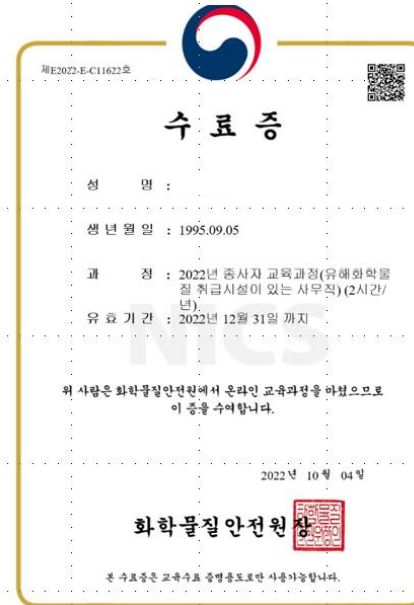 제E2022-E-C11622호
수료증
성 명 :
생년월일 : 1995.09.05
과 정 : 2022년 종사자 교육과정(유해화학물
질 취급시설이 있는 사무직) (2시간/
년)
유효기간 : 2022년 12월 31일 까지
NICS
위 사람은 화학물질안전원에서 온라인 교육과정을 마쳤으므로
이 증을 수여합니다.
2022년 10월 04일
화학물질안전원장
본 수료증은 교육수료 증명용도로만 사용가능합니다.